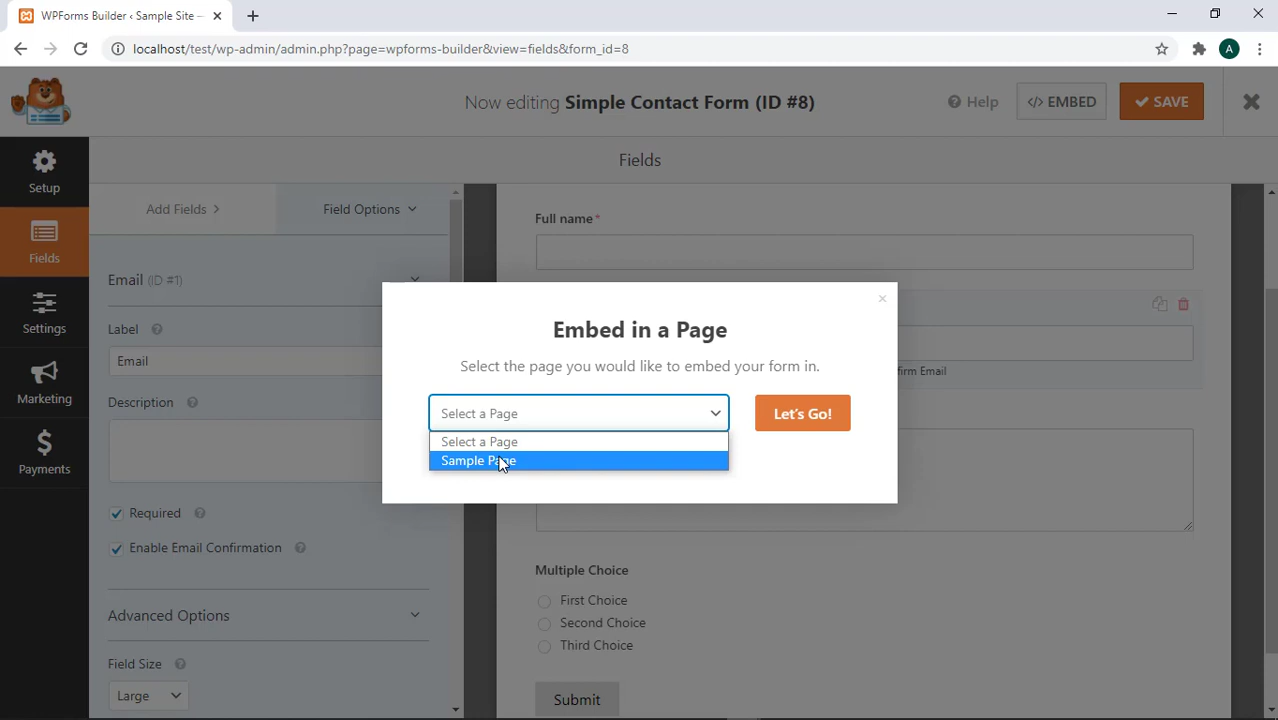 WPForms Builder ‹ Sample Site –
localhost/test/wp-admin/admin.php?page=wpforms-builder&view=fields&form_id=8
A
Now editing Simple Contact Form (ID #8)
Help
</> EMBED
SAVE
Setup
Fields
Settings
Marketing
Payments
Fields
Add Fields
Field Options
Email (ID #1)
Label
Email
Description
Required
Enable Email Confirmation
Advanced Options
Field Size
Large
Full name*
Email
Embed in a Page
Select the page you would like to embed your form in.
Select a Page
Let's Go!
Select a Page
Sample Page
Multiple Choice
First Choice
Second Choice
Third Choice
Submit